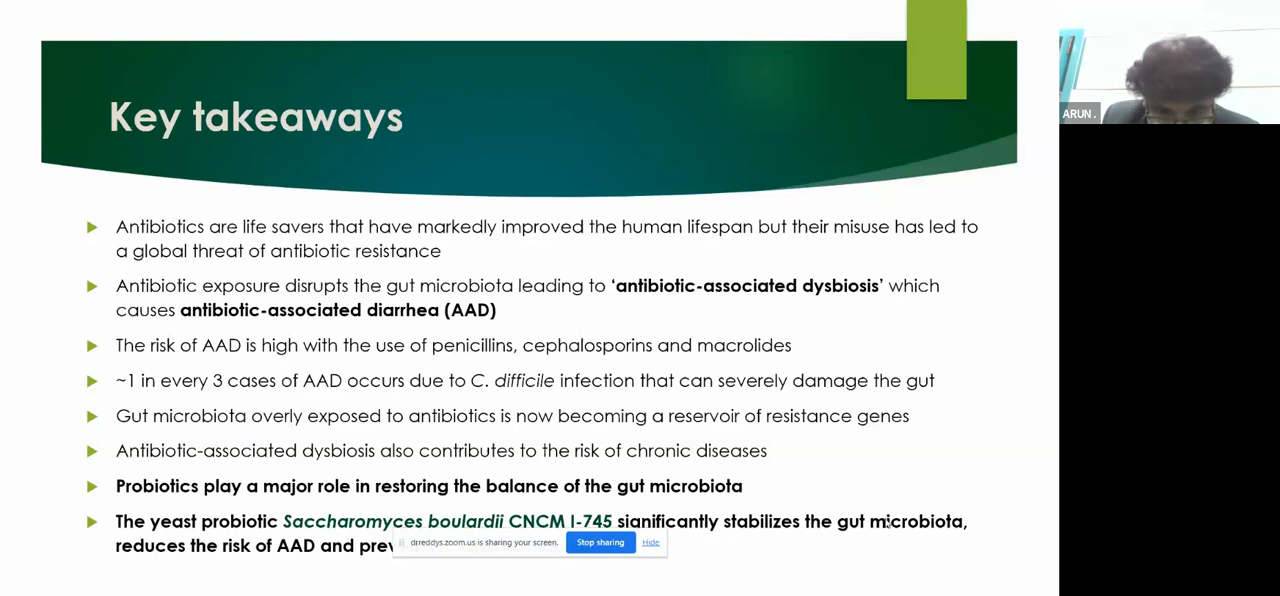 Key takeaways
ARUN .
Antibiotics are life savers that have markedly improved the human lifespan but their misuse has led to
a global threat of antibiotic resistance
Antibiotic exposure disrupts the gut microbiota leading to ‘antibiotic-associated dysbiosis’ which
causes antibiotic-associated diarrhea (AAD)
The risk of AAD is high with the use of penicillins, cephalosporins and macrolides
~1 in every 3 cases of AAD occurs due to C. difficile infection that can severely damage the gut
Gut microbiota overly exposed to antibiotics is now becoming a reservoir of resistance genes
Antibiotic-associated dysbiosis also contributes to the risk of chronic diseases
Probiotics play a major role in restoring the balance of the gut microbiota
The yeast probiotic Saccharomyces boulardii CNCM I-745 significantly stabilizes the gut microbiota,
reduces the risk of AAD and
drreddys.zoom.us is sharing your screen. Stop sharing Hide